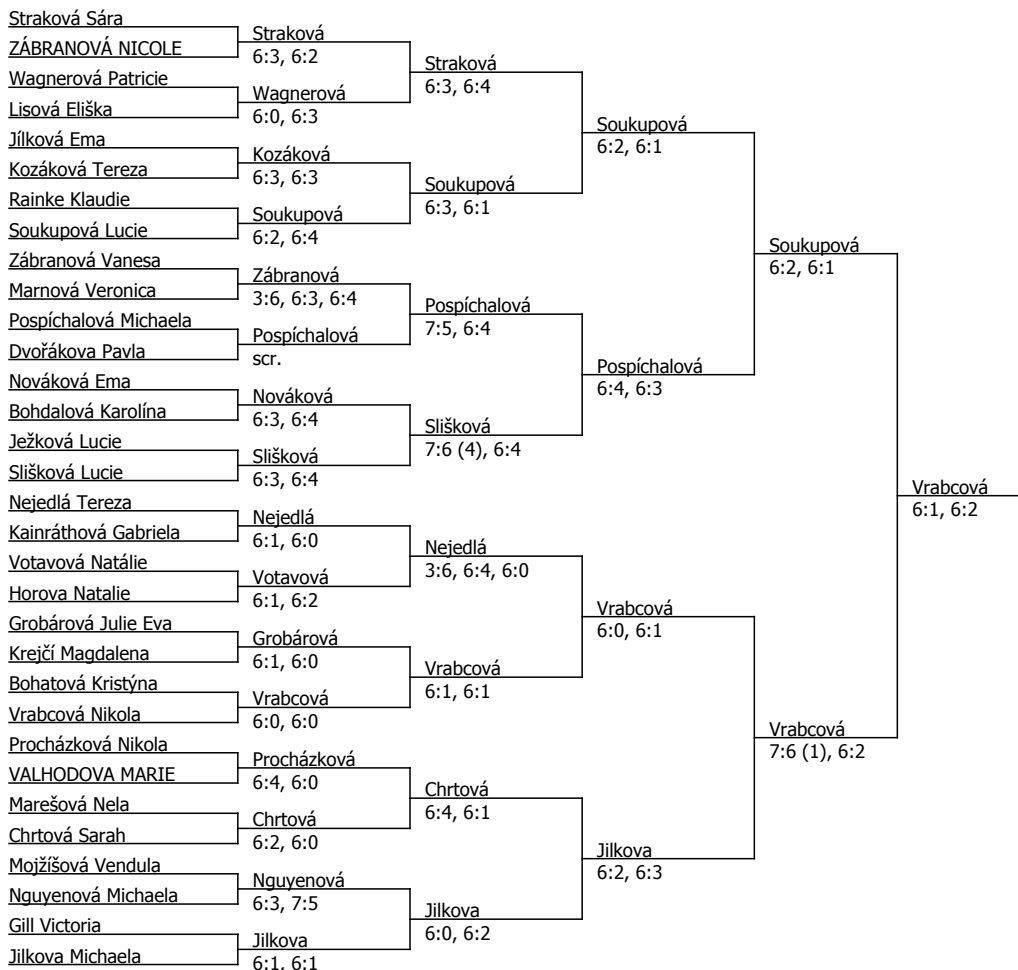 Straková Sára
ZÁBRANOVÁ NICOLE
Wagnerová Patricie
Lisová Eliška
Jílková Ema
Kozáková Tereza
Rainke Klaudie
Soukupová Lucie
Zábranová Vanesa
Marnová Veronica
Pospíchalová Michaela
Dvořákova Pavla
Nováková Ema
Bohdalová Karolína
Ježková Lucie
Slišková Lucie
Nejedlá Tereza
Kainráthová Gabriela
Votavová Natálie
Horova Natalie
Grobárová Julie Eva
Krejčí Magdalena
Bohatová Kristýna
Vrabcová Nikola
Procházková Nikola
VALHODOVA MARIE
Marešová Nela
Chrtová Sarah
Mojžíšová Vendula
Nguyenová Michaela
Gill Victoria
Jilkova Michaela
Straková
6:3, 6:2
Wagnerová
6:0, 6:3
Kozáková
6:3, 6:3
Soukupová
6:2, 6:4
Zábranová
3:6, 6:3, 6:4
Pospíchalová
scr.
Nováková
6:3, 6:4
Slišková
6:3, 6:4
Nejedlá
6:1, 6:0
Votavová
6:1, 6:2
Grobárová
6:1, 6:0
Vrabcová
6:0, 6:0
Procházková
6:4, 6:0
Chrtová
6:2, 6:0
Nguyenová
6:3, 7:5
Jilkova
6:1, 6:1
Straková
6:3, 6:4
Soukupová
6:3, 6:1
Pospíchalová
7:5, 6:4
Slišková
7:6 (4), 6:4
Nejedlá
3:6, 6:4, 6:0
Vrabcová
6:1, 6:1
Chrtová
6:4, 6:1
Jilkova
6:0, 6:2
Soukupová
6:2, 6:1
Pospíchalová
6:4, 6:3
Vrabcová
6:0, 6:1
Jilkova
6:2, 6:3
Soukupová
6:2, 6:1
Vrabcová
7:6 (1), 6:2
Vrabcová
6:1, 6:2